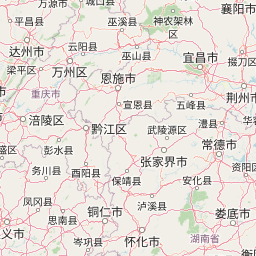 万源市
城口县
襄阳市
平昌县
巫溪县
神农架林
区
达州市
云阳县
巫山县
宜昌市
梁平区
万州区
掇刀区
恩施市
重庆市
荆州市
宣恩县
五峰县
涪陵区
黔江区
澧县
武陵源区
彭水县
常德市
张家界市
务川县
酉阳县
保靖县
安化县
凤冈县
泸溪县
思南县
铜仁市
娄底市
岑巩县
怀化市
湖南省